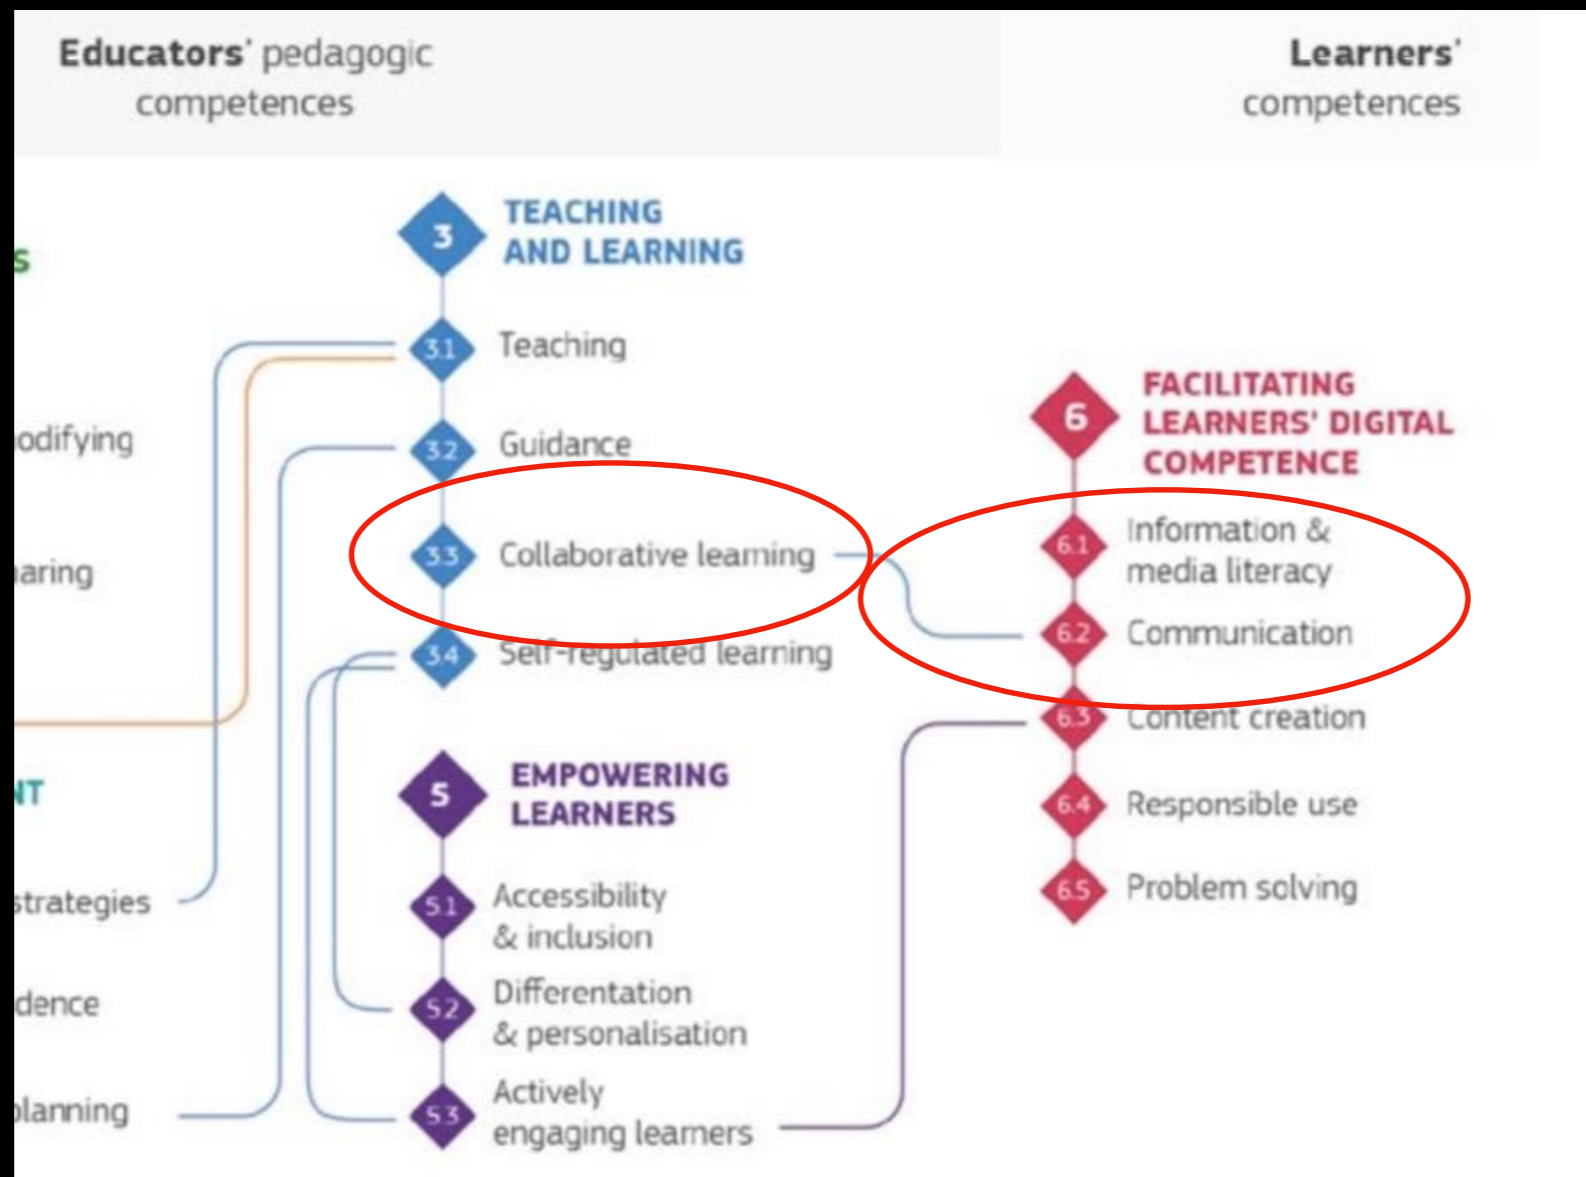 Educators' pedagogic
competences
Learners'
competences
S
odifying
aring
NT
strategies
dence
planning
3
TEACHING
AND LEARNING
3.1 Teaching
3.2 Guidance
3.3 Collaborative learning
3.4 Self-regulated learning
5
EMPOWERING
LEARNERS
5.1 Accessibility
& inclusion
5.2 Differentation
& personalisation
5.3 Actively
engaging learners
6
FACILITATING
LEARNERS' DIGITAL
COMPETENCE
6.1 Information &
media literacy
6.2 Communication
6.3 Content creation
6.4 Responsible use
6.5 Problem solving